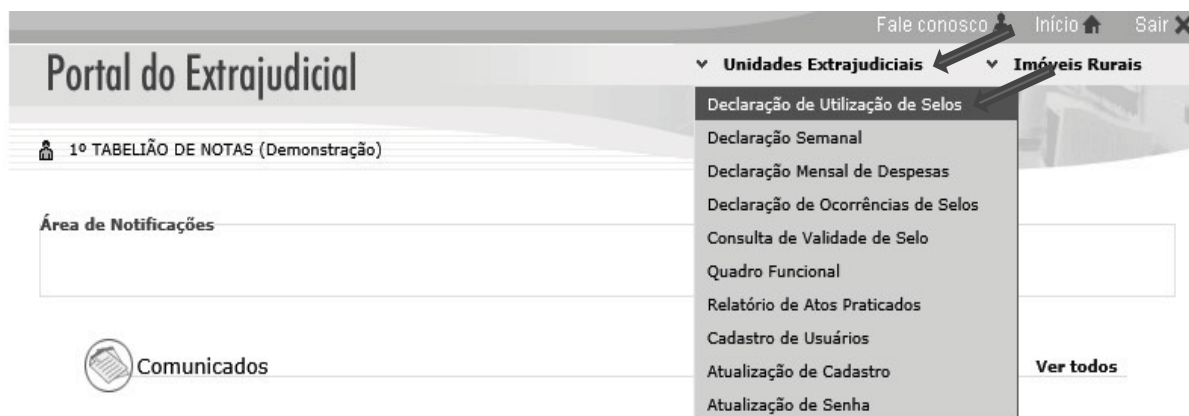 Fale conosco Início Sair
Portal do Extrajudicial
Unidades Extrajudiciais Imóveis Rurais
1º TABELIÃO DE NOTAS (Demonstração)
Área de Notificações
Declaração de Utilização de Selos
Declaração Semanal
Declaração Mensal de Despesas
Declaração de Ocorrências de Selos
Consulta de Validade de Selo
Quadro Funcional
Relatório de Atos Praticados
Cadastro de Usuários
Atualização de Cadastro
Atualização de Senha
Comunicados
Ver todos